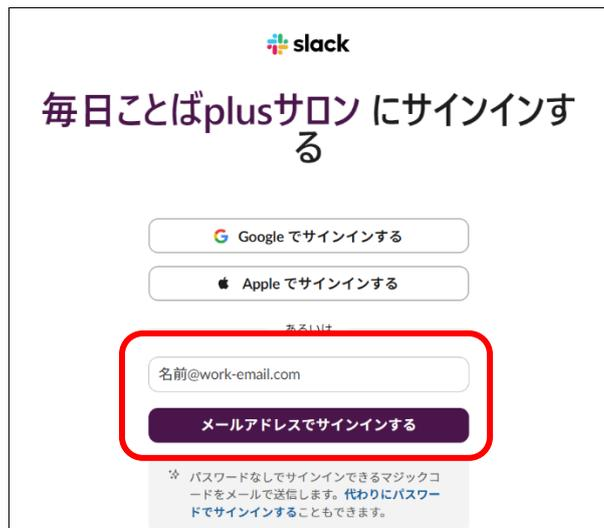 slack
毎日ことばplusサロン にサインインす
る
Google でサインインする
Apple でサインインする
あるいは
名前@work-email.com
メールアドレスでサインインする
パスワードなしでサインインできるマジックコ
ードをメールで送信します。代わりにパスワー
ドでサインインすることもできます。